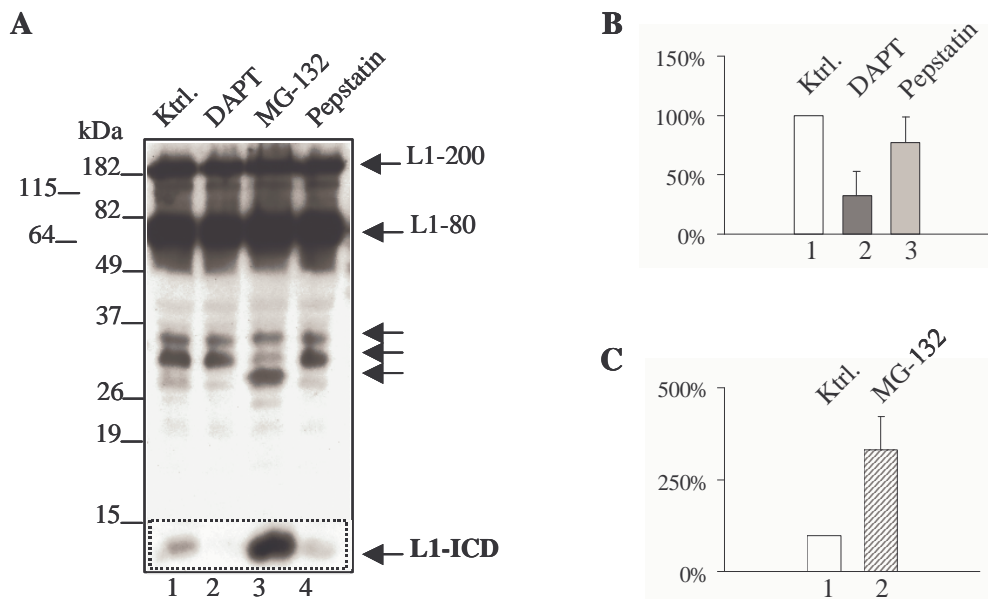 A
Ktrl.
DAPT
MG-132
Pepstatin
kDa
182
115
82
64
49
37
26
19
15
L1-200
L1-80
L1-ICD
1 2 3 4
B
150%
100%
50%
0%
Ktrl.
DAPT
Pepstatin
1 2 3
C
500%
250%
0%
Ktrl.
MG-132
1 2